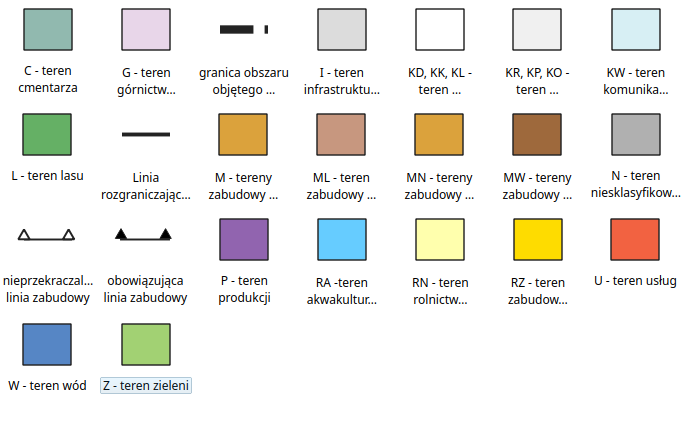 C - teren
cmentarza
G - teren
górnictw...
granica obszaru
objętego ...
I - teren
infrastruktu...
KD, KK, KL -
teren ...
KR, KP, KO -
teren ...
KW - teren
komunika...
L - teren lasu
Linia
rozgraniczając...
M - tereny
zabudowy ...
ML - teren
zabudowy ...
MN - tereny
zabudowy ...
MW - tereny
zabudowy ...
N - teren
niesklasyfikow...
nieprzekraczal...
linia zabudowy
obowiązująca
linia zabudowy
P - teren
produkcji
RA -teren
akwakultur...
RN - teren
rolnictw...
RZ - teren
zabudow...
U - teren usług
W - teren wód
Z - teren zieleni